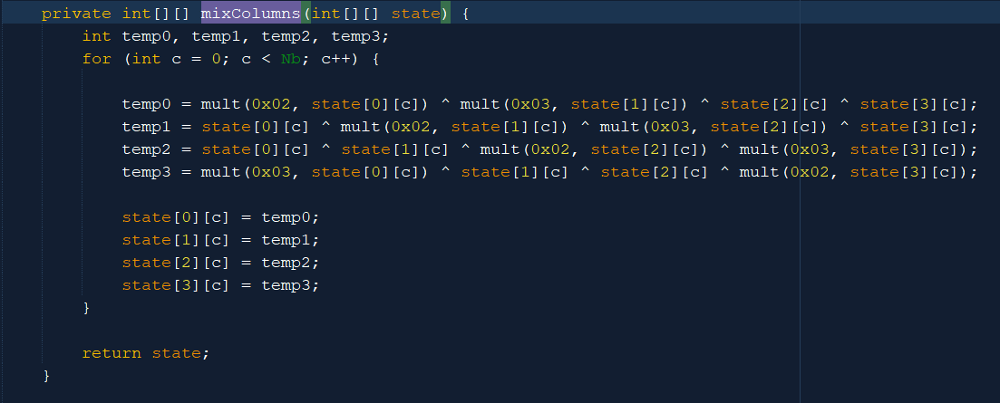 private int[][] mixColumns(int[][] state) {
int temp0, temp1, temp2, temp3;
for (int c = 0; c < Nb; c++) {
temp0 = mult(0x02, state[0][c]) ^ mult(0x03, state[1][c]) ^ state[2][c] ^ state[3][c];
temp1 = state[0][c] ^ mult(0x02, state[1][c]) ^ mult(0x03, state[2][c]) ^ state[3][c];
temp2 = state[0][c] ^ state[1][c] ^ mult(0x02, state[2][c]) ^ mult(0x03, state[3][c]);
temp3 = mult(0x03, state[0][c]) ^ state[1][c] ^ state[2][c] ^ mult(0x02, state[3][c]);
state[0][c] = temp0;
state[1][c] = temp1;
state[2][c] = temp2;
state[3][c] = temp3;
}
return state;
}